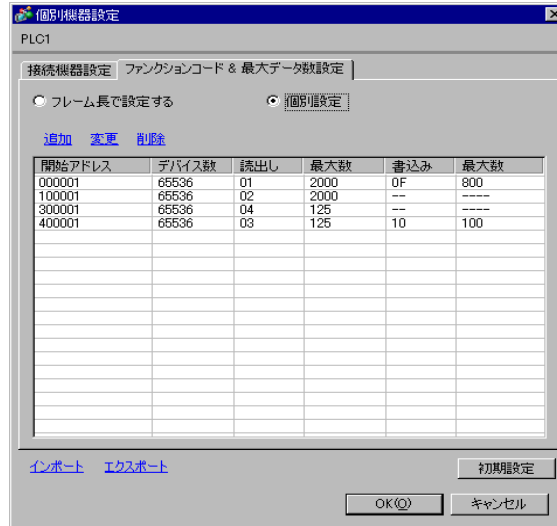 個別機器設定
PLC1
接続機器設定 ファンクションコード & 最大データ数設定
フレーム長で設定する 個別設定
追加 変更 削除
開始アドレス デバイス数 読出し 最大数 書込み 最大数
000001 65536 01 2000 0F 800
100001 65536 02 2000 -- ----
300001 65536 04 125 -- ----
400001 65536 03 125 10 100
インポート エクスポート 初期設定
OK(O) キャンセル